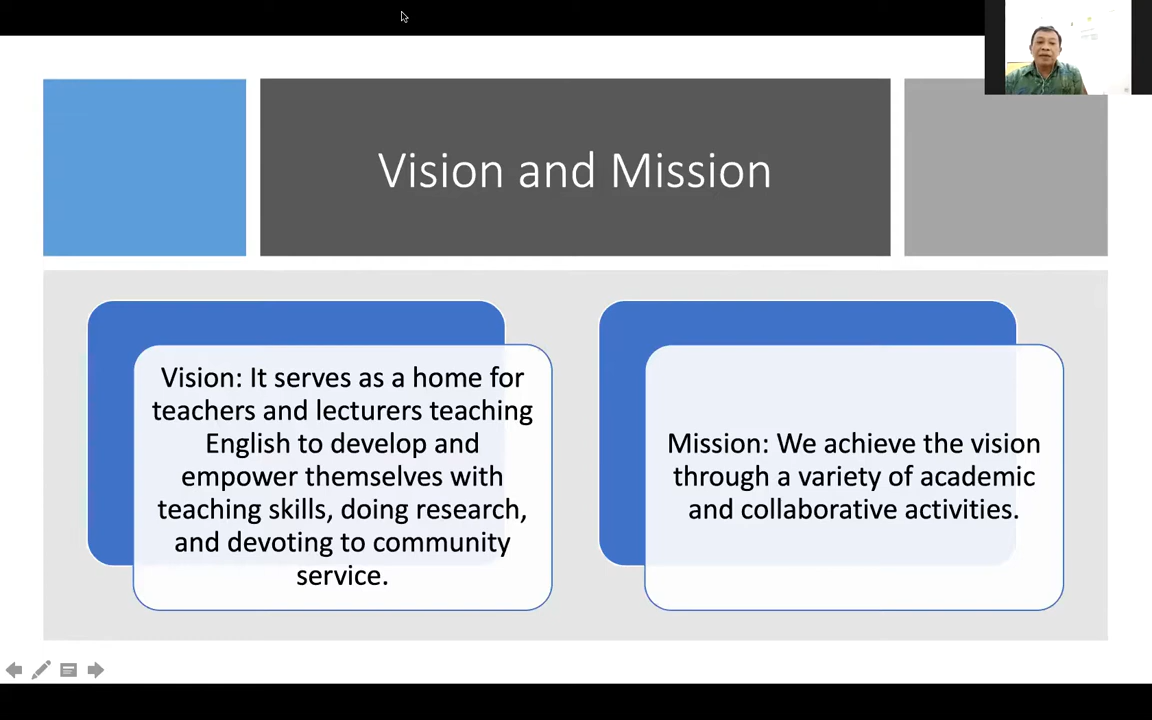 Vision and Mission
Vision: It serves as a home for
teachers and lecturers teaching
English to develop and
empower themselves with
teaching skills, doing research,
and devoting to community
service.
Mission: We achieve the vision
through a variety of academic
and collaborative activities.